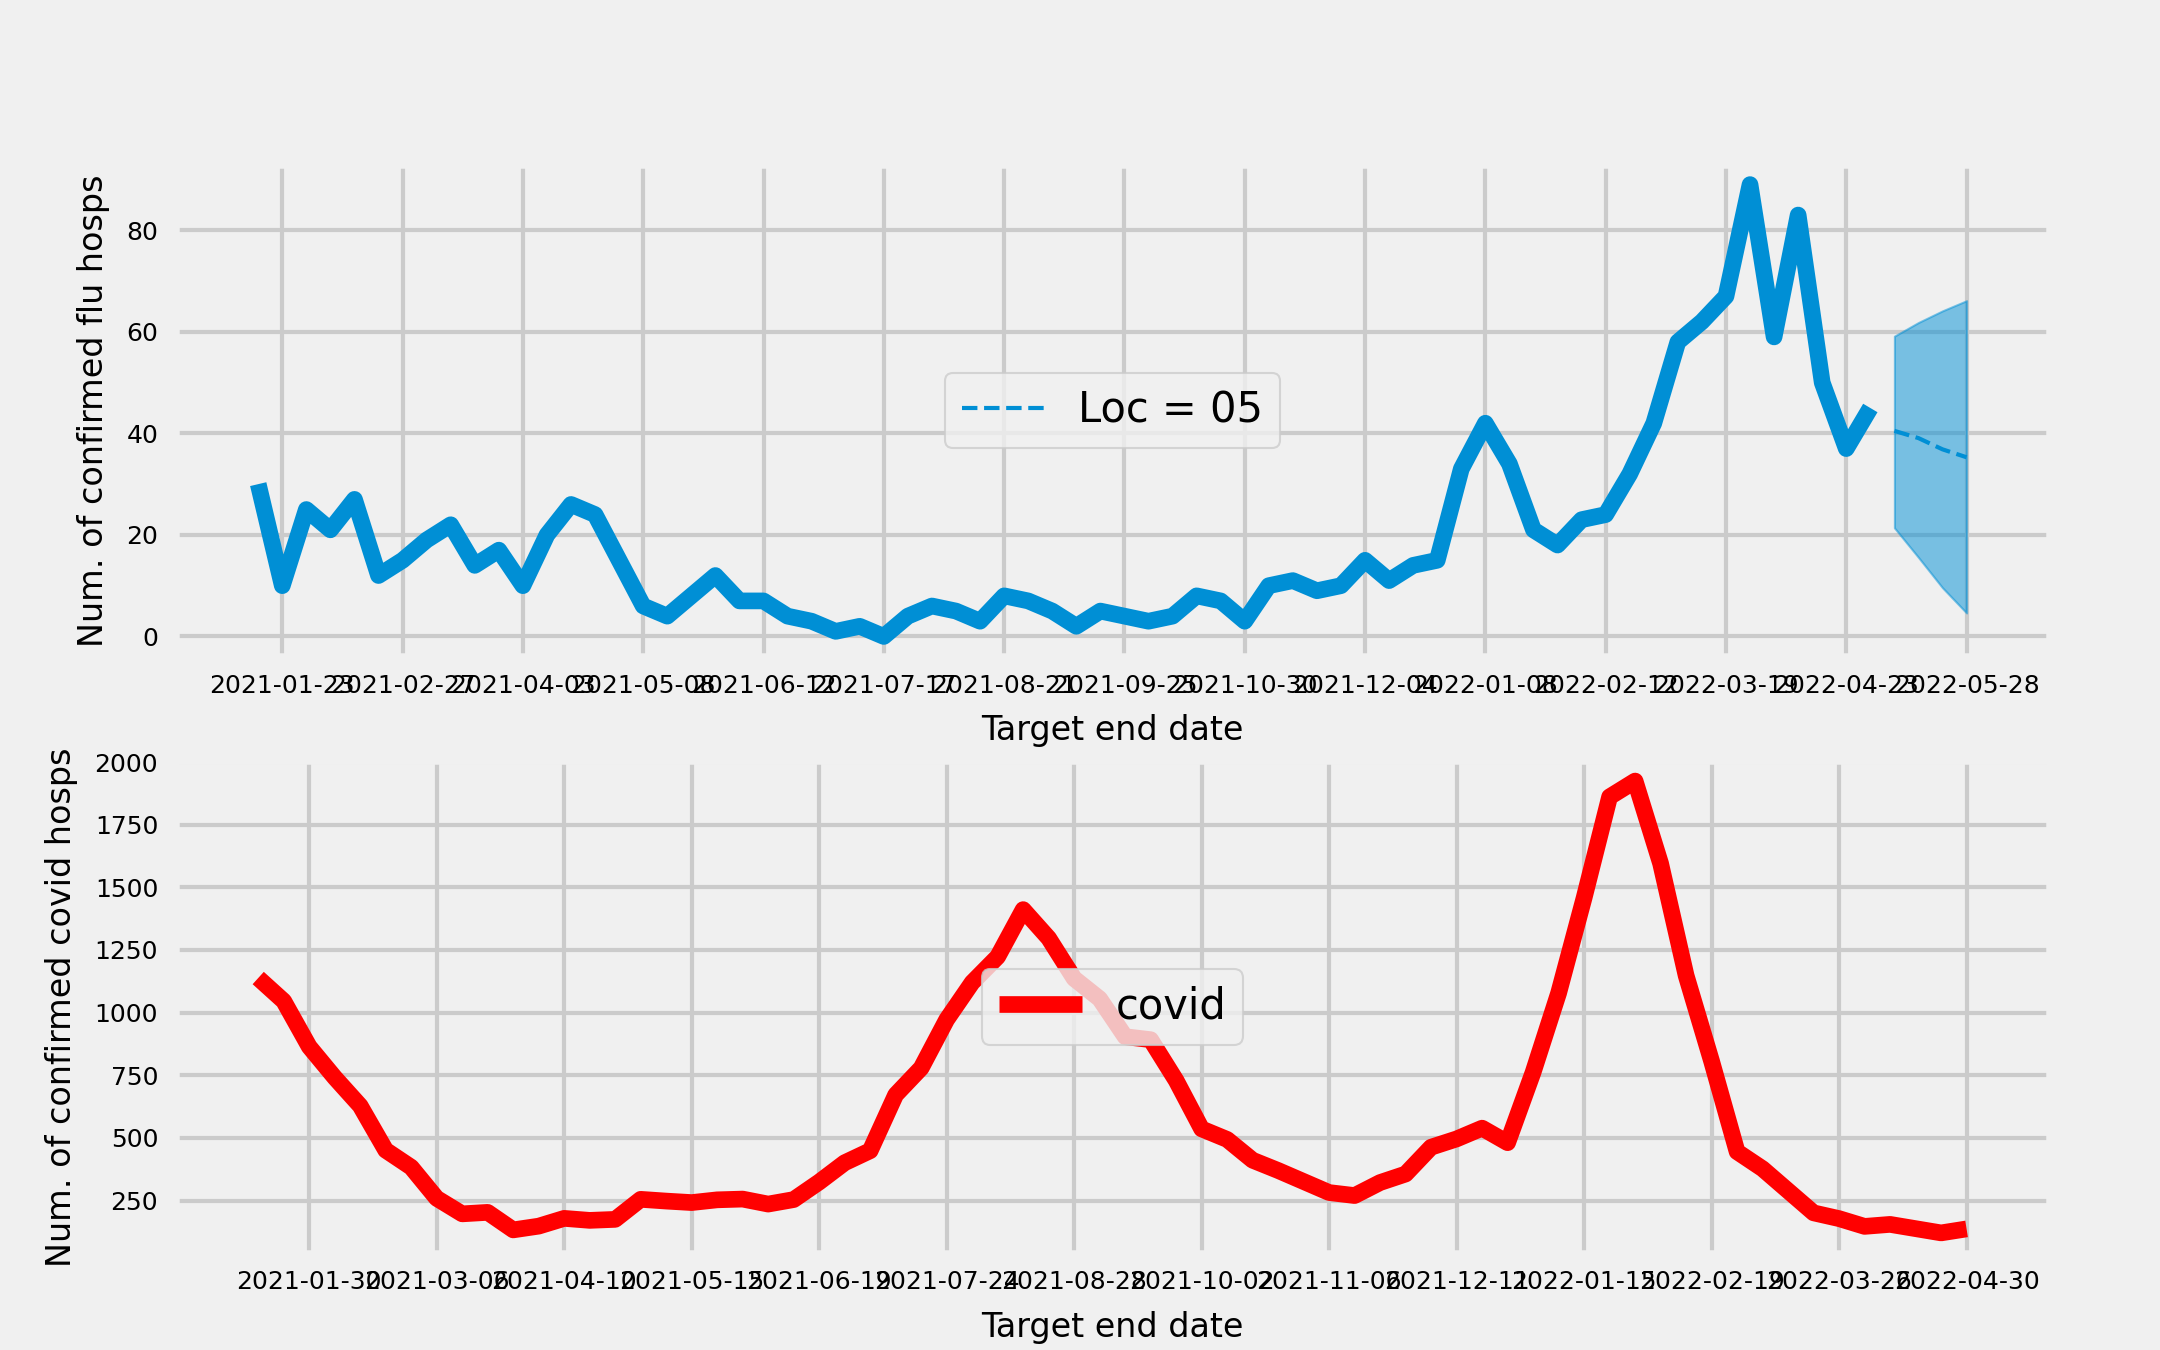 Num. of confirmed flu hosps
80
60
40
20
0
Loc = 05
2021-01-23 2021-02-27 2021-04-03 2021-05-08 2021-06-12 2021-07-17 2021-08-21 2021-09-25 2021-10-30 2021-12-04 2022-01-08 2022-02-12 2022-03-19 2022-04-23 2022-05-28
Target end date
Num. of confirmed covid hosps
2000
1750
1500
1250
1000
750
500
250
covid
2021-01-30 2021-03-06 2021-04-10 2021-05-15 2021-06-19 2021-07-24 2021-08-28 2021-10-02 2021-11-06 2021-12-11 2022-01-15 2022-02-19 2022-03-26 2022-04-30
Target end date